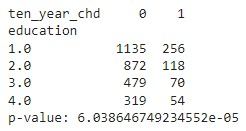 ten_year_chd 0 1
education
1.0 1135 256
2.0 872 118
3.0 479 70
4.0 319 54
p-value: 6.038646749234552e-05